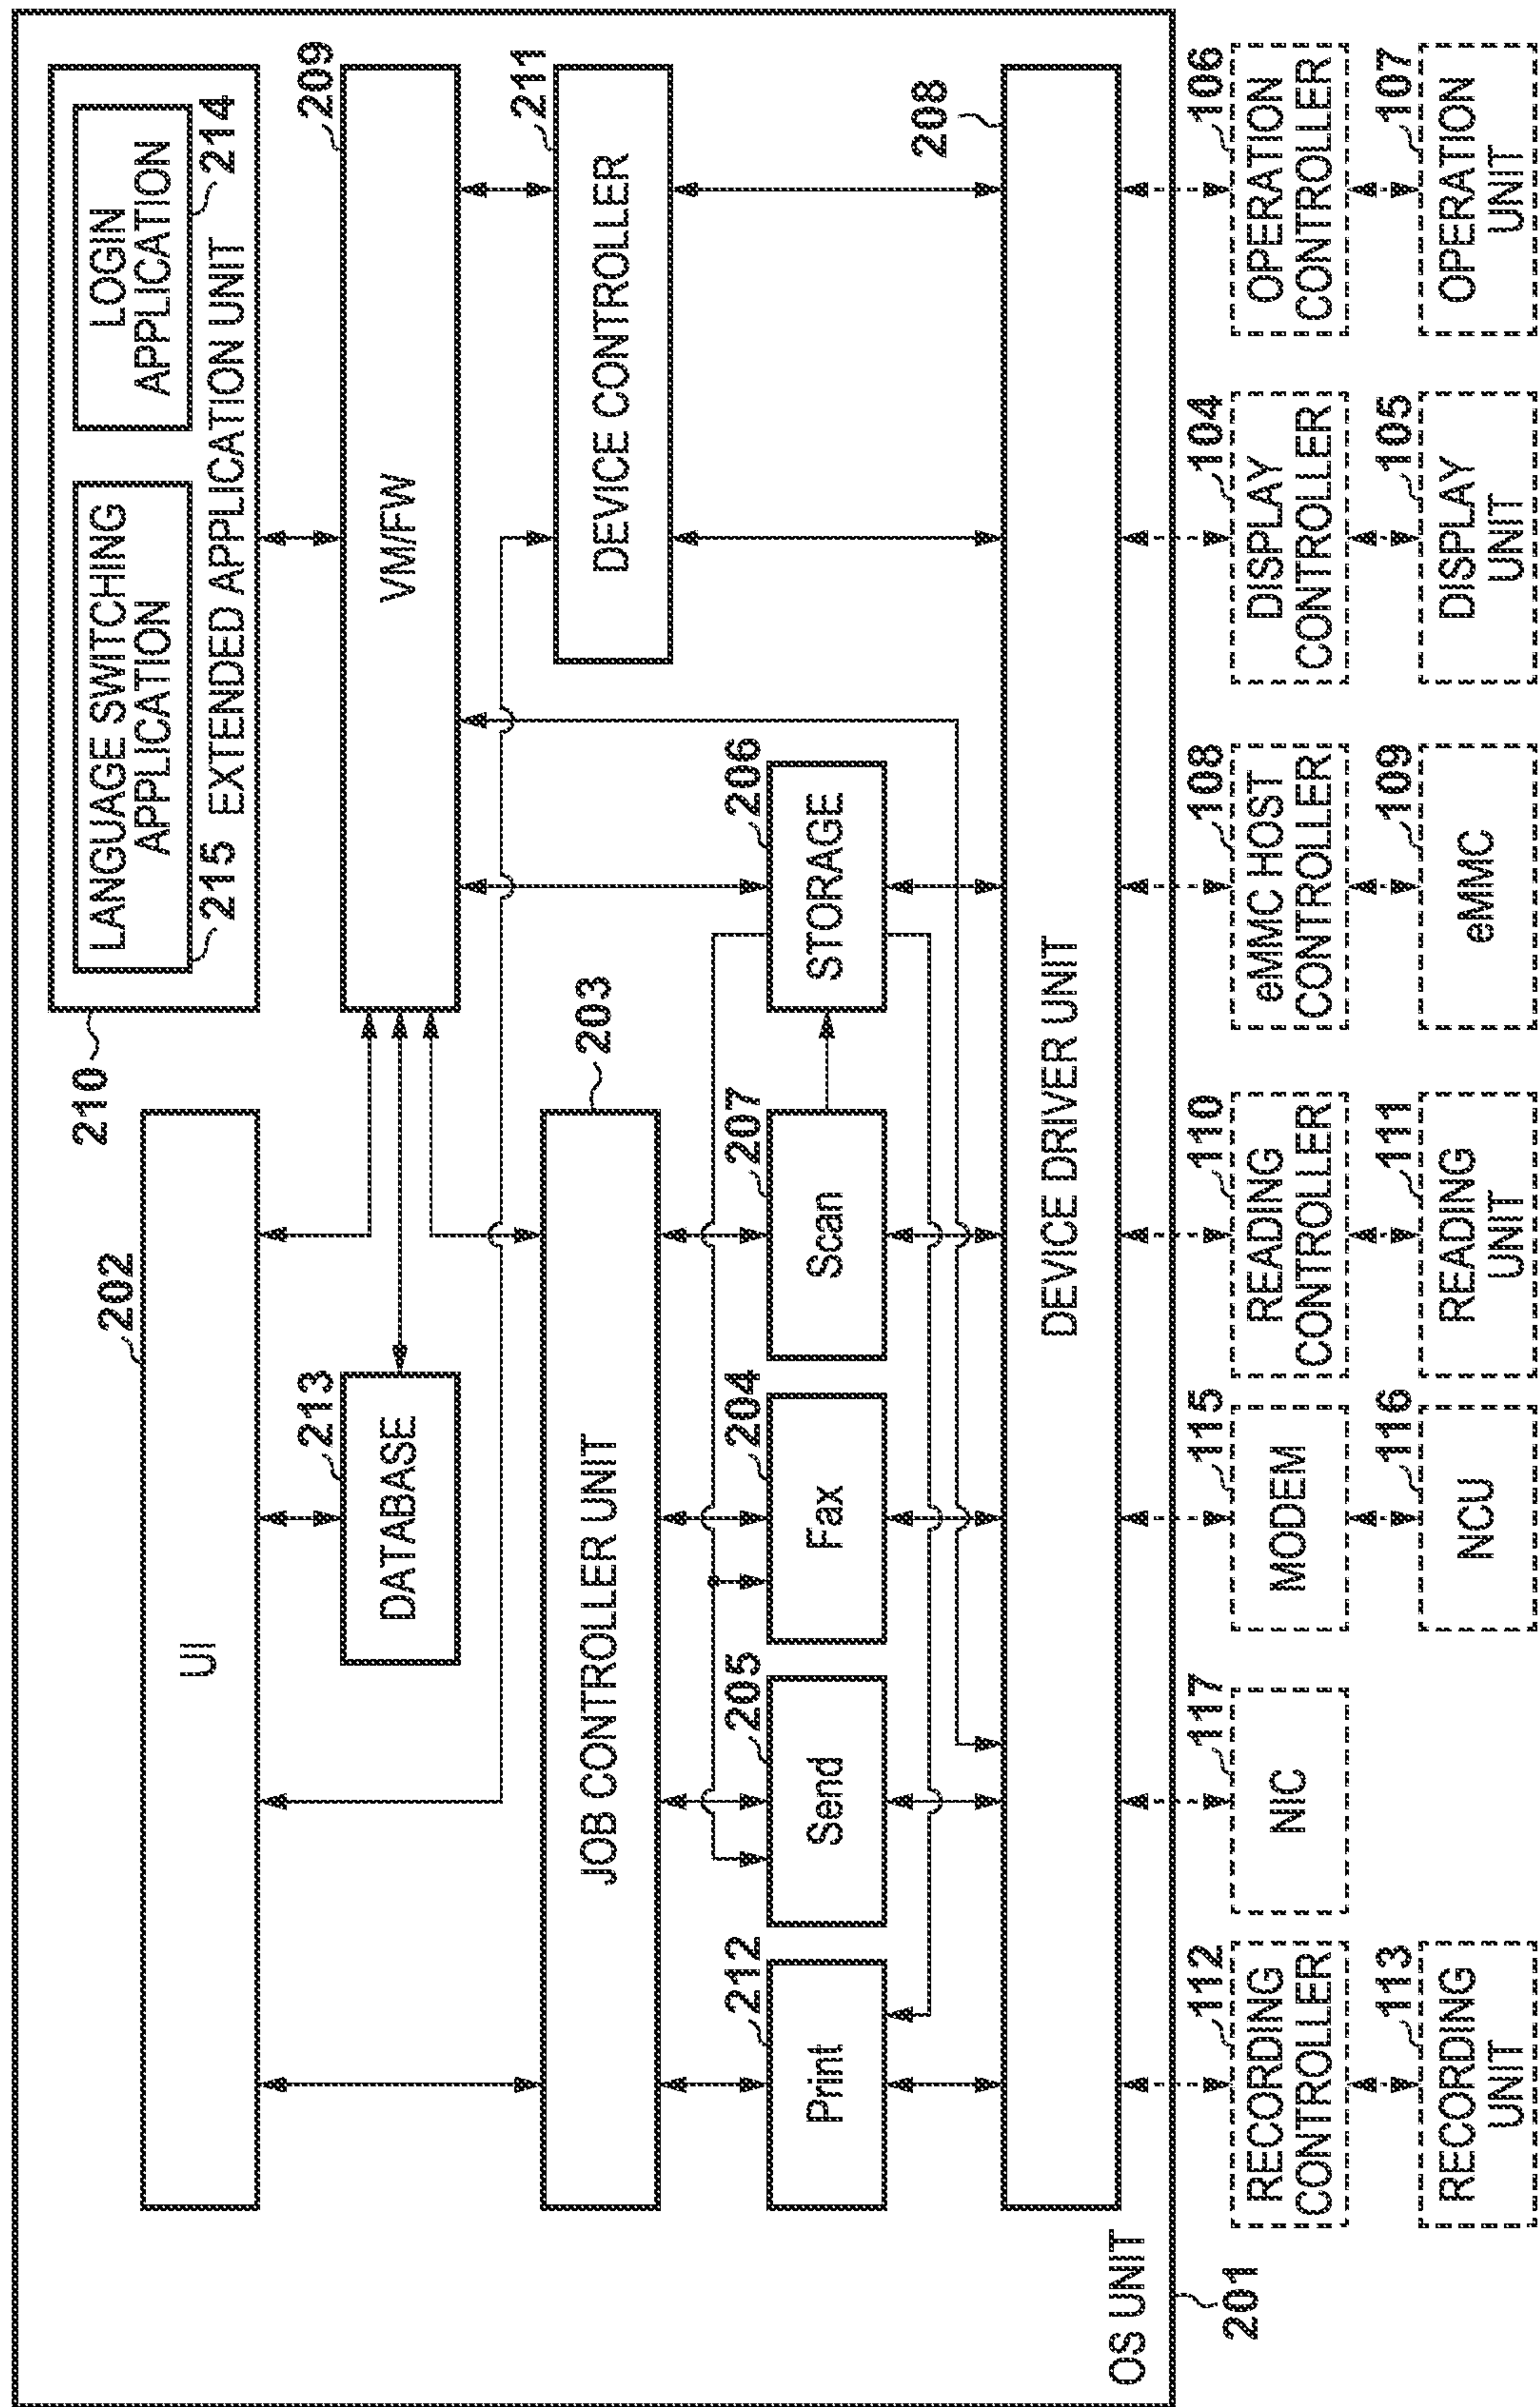 210
LANGUAGE SWITCHING
APPLICATION
LOGIN
APPLICATION
215
EXTENDED APPLICATION UNIT
214
202
UI
213
DATABASE
209
VM/FW
203
JOB CONTROLLER UNIT
211
DEVICE CONTROLLER
212
Print
205
Send
204
Fax
207
Scan
206
STORAGE
208
DEVICE DRIVER UNIT
OS UNIT
201
112
RECORDING
CONTROLLER
117
NIC
115
MODEM
110
READING
CONTROLLER
108
eMMC HOST
CONTROLLER
104
DISPLAY
CONTROLLER
106
OPERATION
CONTROLLER
113
RECORDING
UNIT
116
NCU
111
READING
UNIT
109
eMMC
105
DISPLAY
UNIT
107
OPERATION
UNIT